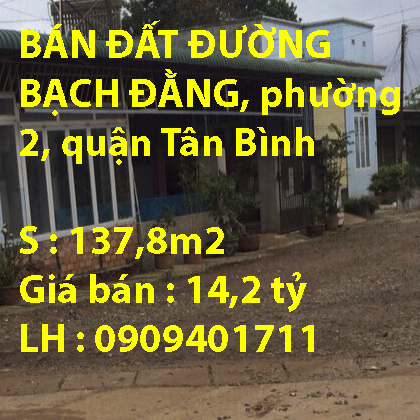 BÁN ĐẤT ĐƯỜNG
BẠCH ĐẰNG, phường
2, quận Tân Bình
S : 137,8m2
Giá bán : 14,2 tỷ
LH : 0909401711